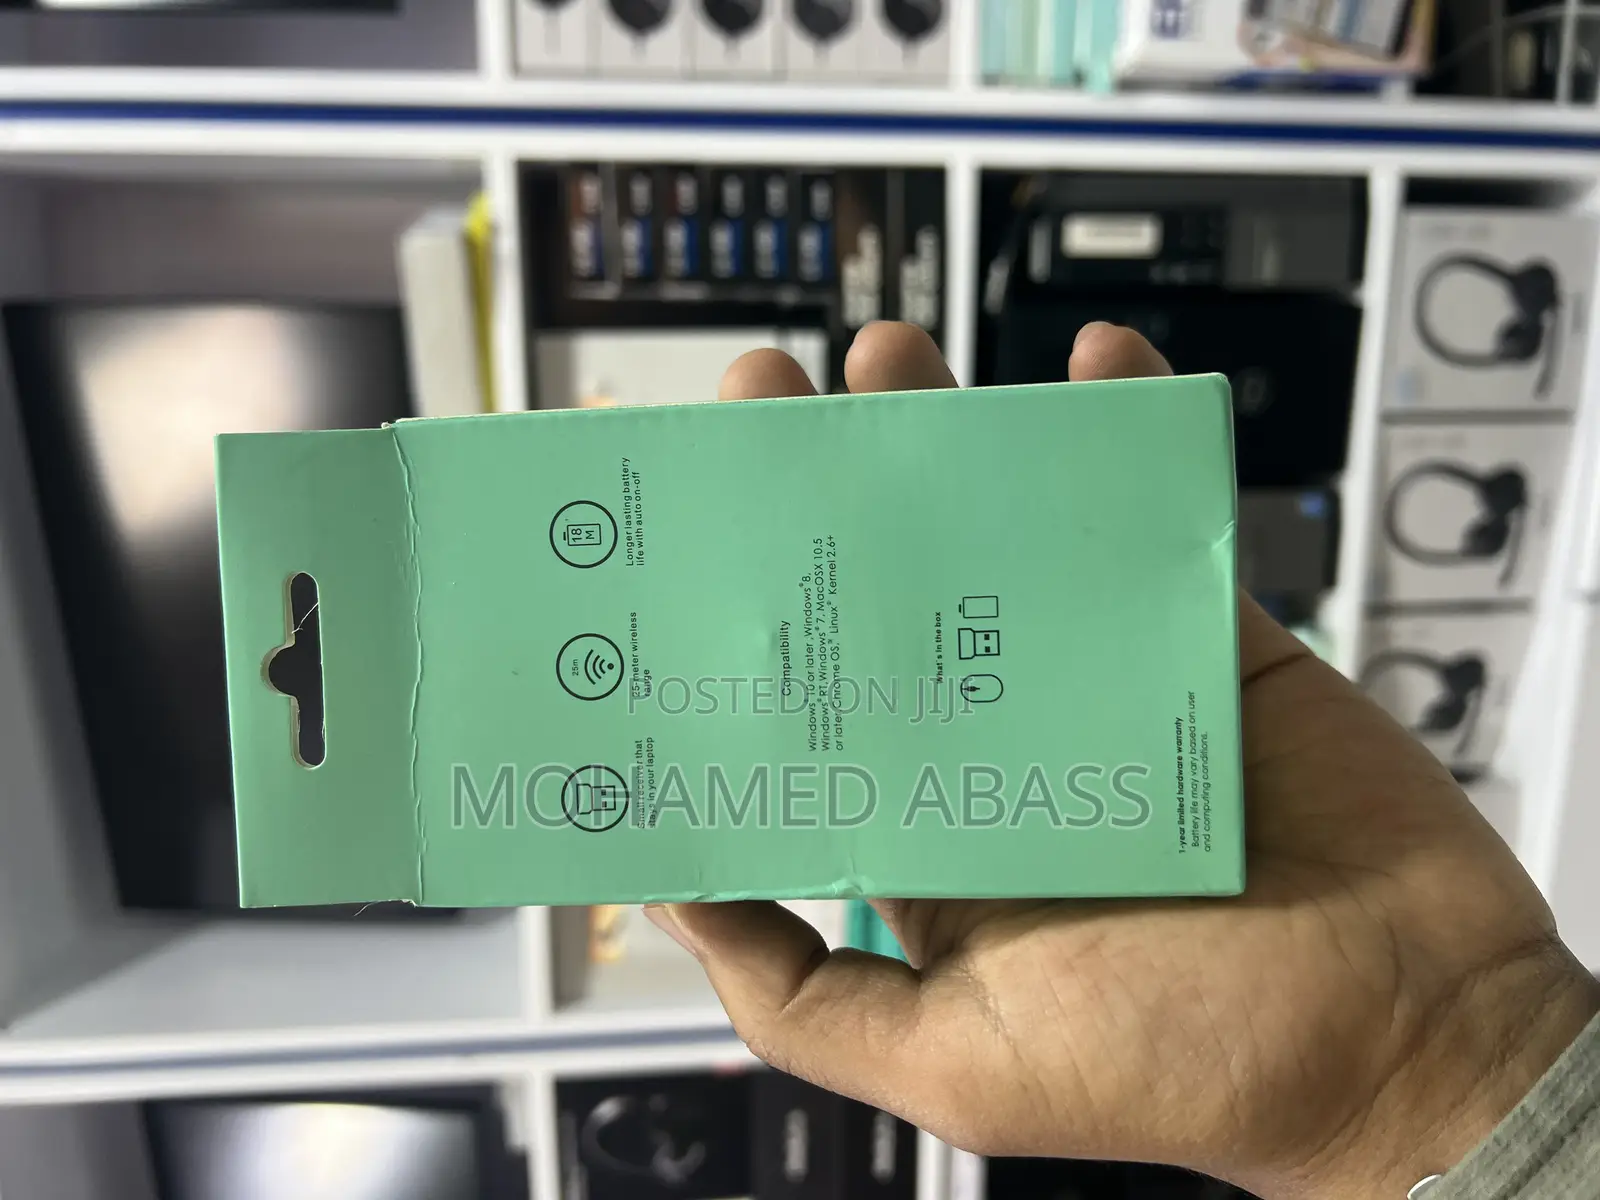 18
M
Longer lasting battery
life with auto on-off
25m
25-meter wireless
range
Small receiver that
stays in your laptop
Compatibility
Windows® 10 or later, Windows® 8,
Windows® RT, Windows® 7, MacOSX 10.5
or later, Chrome OS,™ Linux® Kernel 2.6+
What's in the box
1-year limited hardware warranty
Battery life may vary based on user
and computing conditions.
POSTED ON JIJI
MOHAMED ABASS